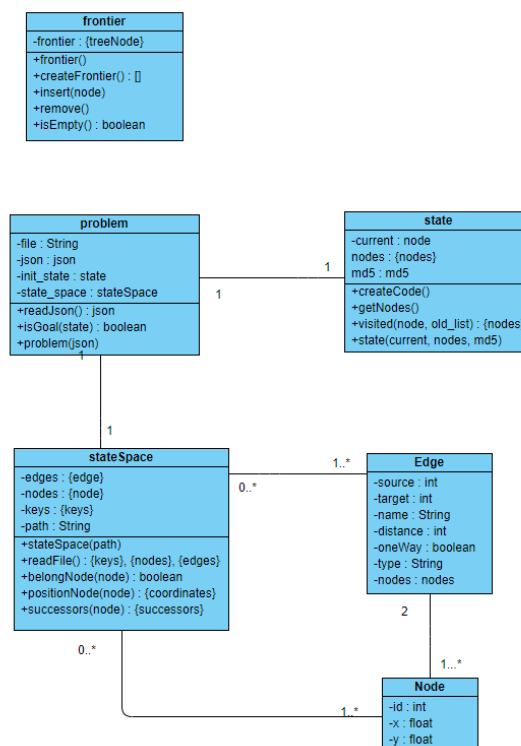 frontier
-frontier : {treeNode}
+frontier()
+createFrontier() : []
+insert(node)
+remove()
+isEmpty() : boolean
problem
-file : String
-json : json
-init_state : state
-state_space : stateSpace
+readJson() : json
+isGoal(state) : boolean
+problem(json)
1
1
state
-current : node
nodes : {nodes}
md5 : md5
+createCode()
+getNodes()
+visited(node, old_list) : {nodes
+state(current, nodes, md5)
1
1
stateSpace
-edges : {edge}
-nodes : {node}
-keys : {keys}
-path : String
+stateSpace(path)
+readFile() : {keys}, {nodes}, {edges}
+belongNode(node) : boolean
+positionNode(node) : {coordinates}
+successors(node) : {successors}
0..*
1..*
Edge
-source : int
-target : int
-name : String
-distance : int
-oneWay : boolean
-type : String
-nodes : nodes
2
1...*
0..*
1..*
Node
-id : int
-x : float
-y : float